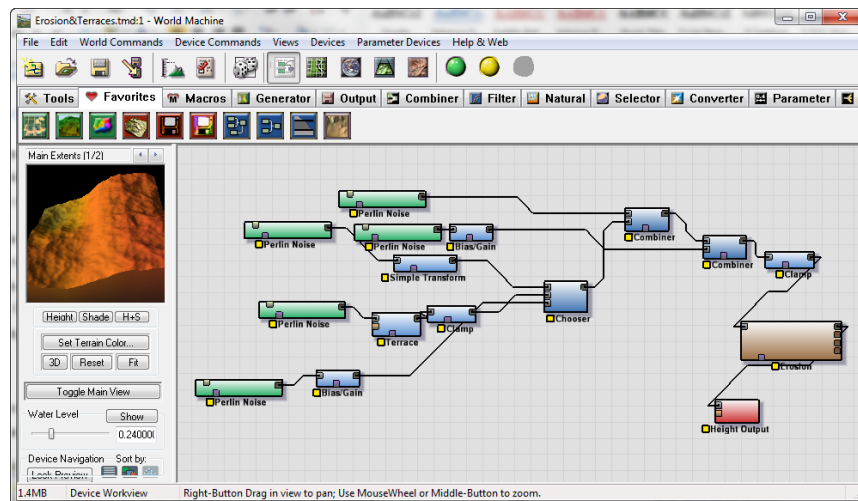 Erosion&Terraces.tmd:1 - World Machine
File Edit World Commands Device Commands Views Devices Parameter Devices Help & Web
Tools Favorites Macros Generator Output Combiner Filter Natural Selector Converter Parameter
Main Extents (1/2)
Perlin Noise
Perlin Noise
Perlin Noise
Bias/Gain
Combiner
Combiner
Clamp
Simple Transform
Chooser
Perlin Noise
Terrace
Clamp
Erosion
Perlin Noise
Bias/Gain
Height Output
Height Shade H+S
Set Terrain Color...
3D Reset Fit
Toggle Main View
Water Level Show
0.24000
Device Navigation Sort by:
Lock Preview
1.4MB Device Workview Right-Button Drag in view to pan; Use MouseWheel or Middle-Button to zoom.